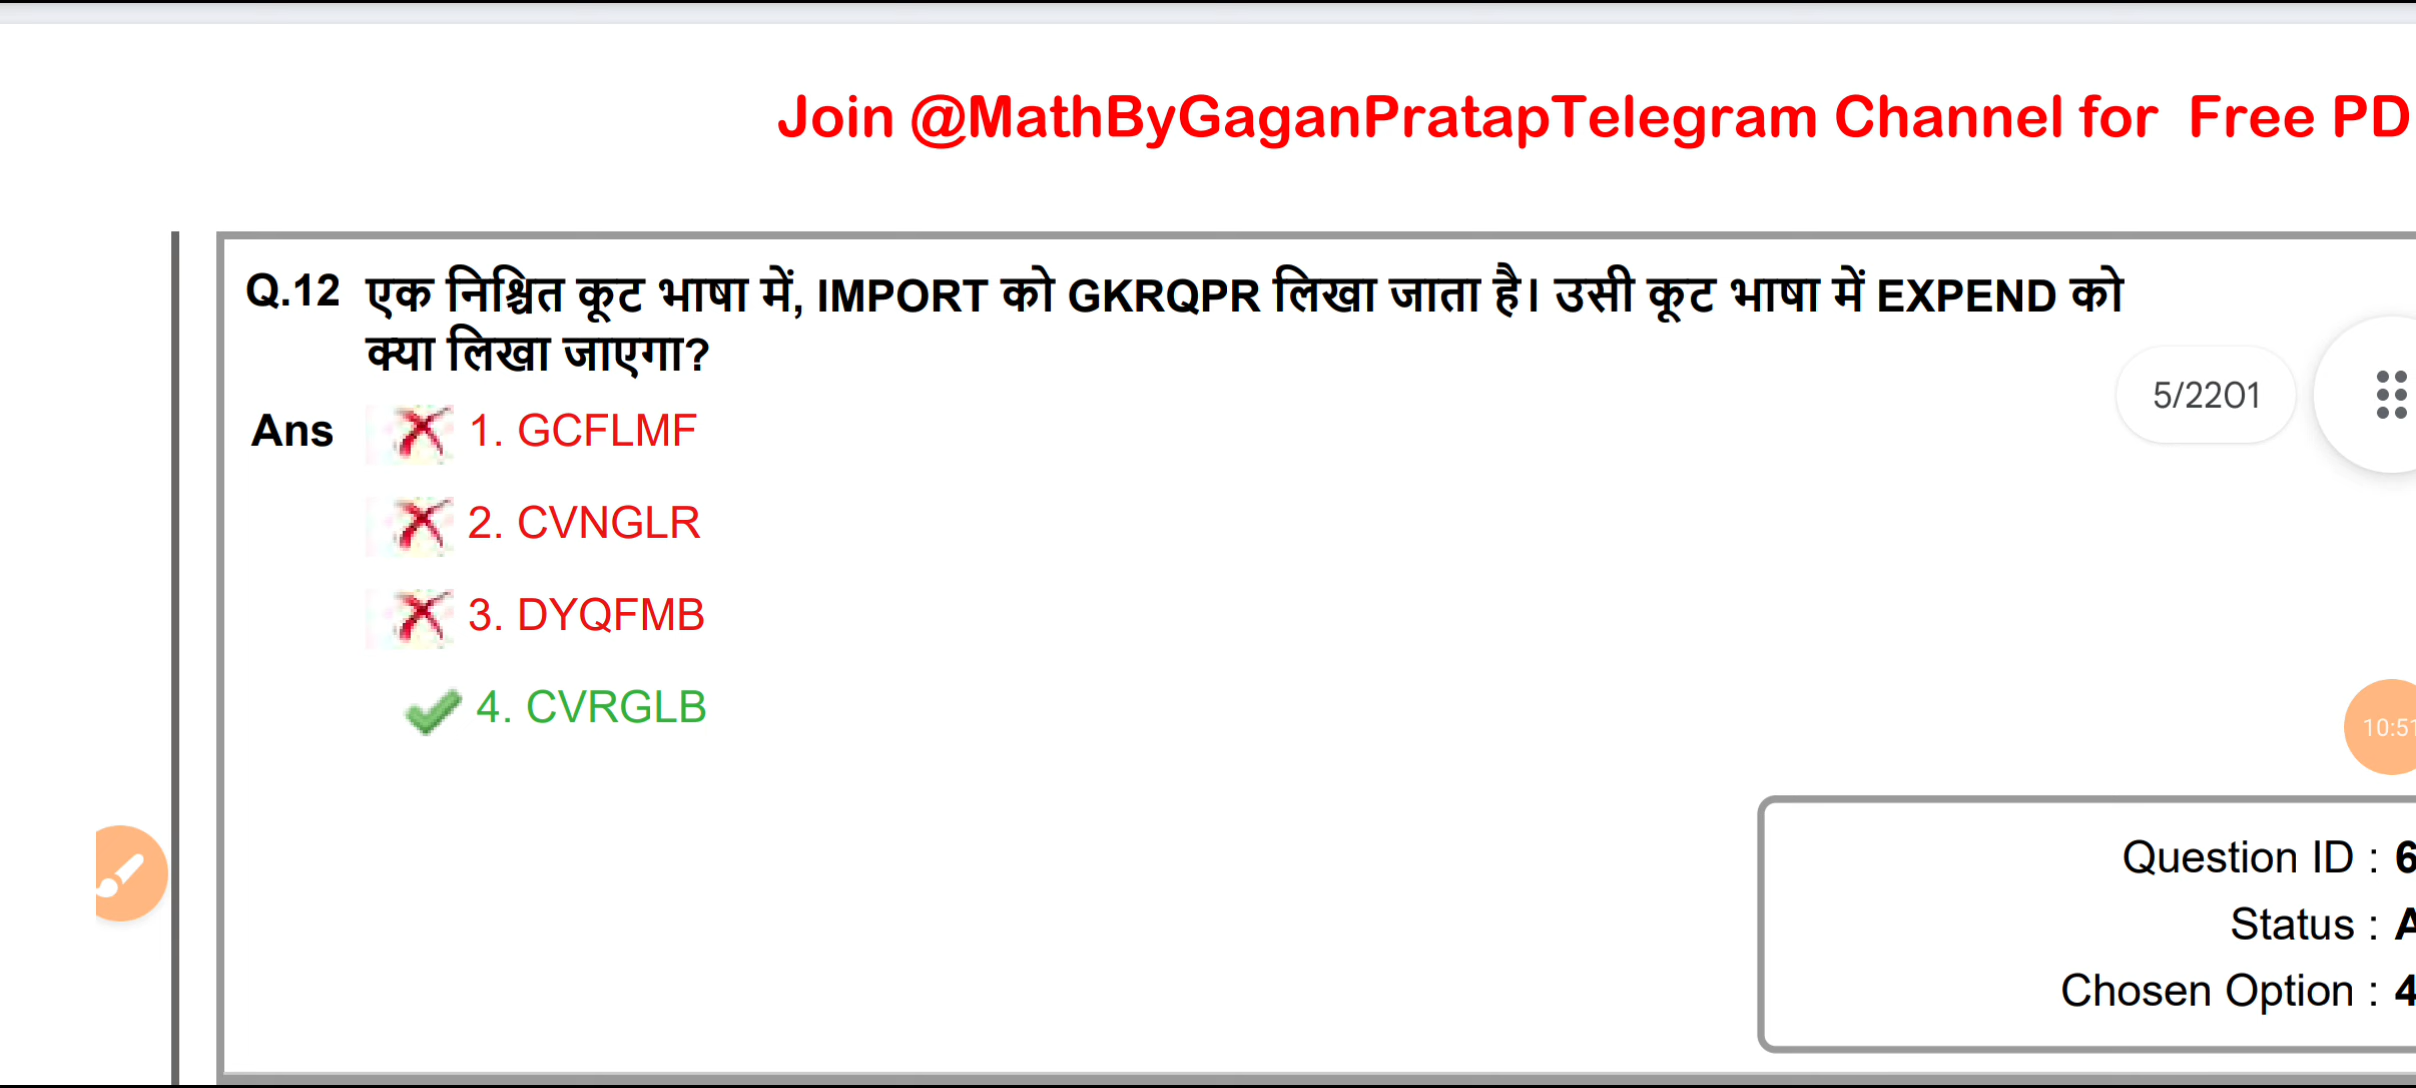 Join @MathByGaganPratapTelegram Channel for Free PD
Q.12 एक निश्चित कूट भाषा में, IMPORT को GKRQPR लिखा जाता है। उसी कूट भाषा में EXPEND को
क्या लिखा जाएगा?
5/2201
Ans 1. GCFLMF
2. CVNGLR
3. DYQFMB
4. CVRGLB
10:51
Question ID : 6
Status : A
Chosen Option : 4